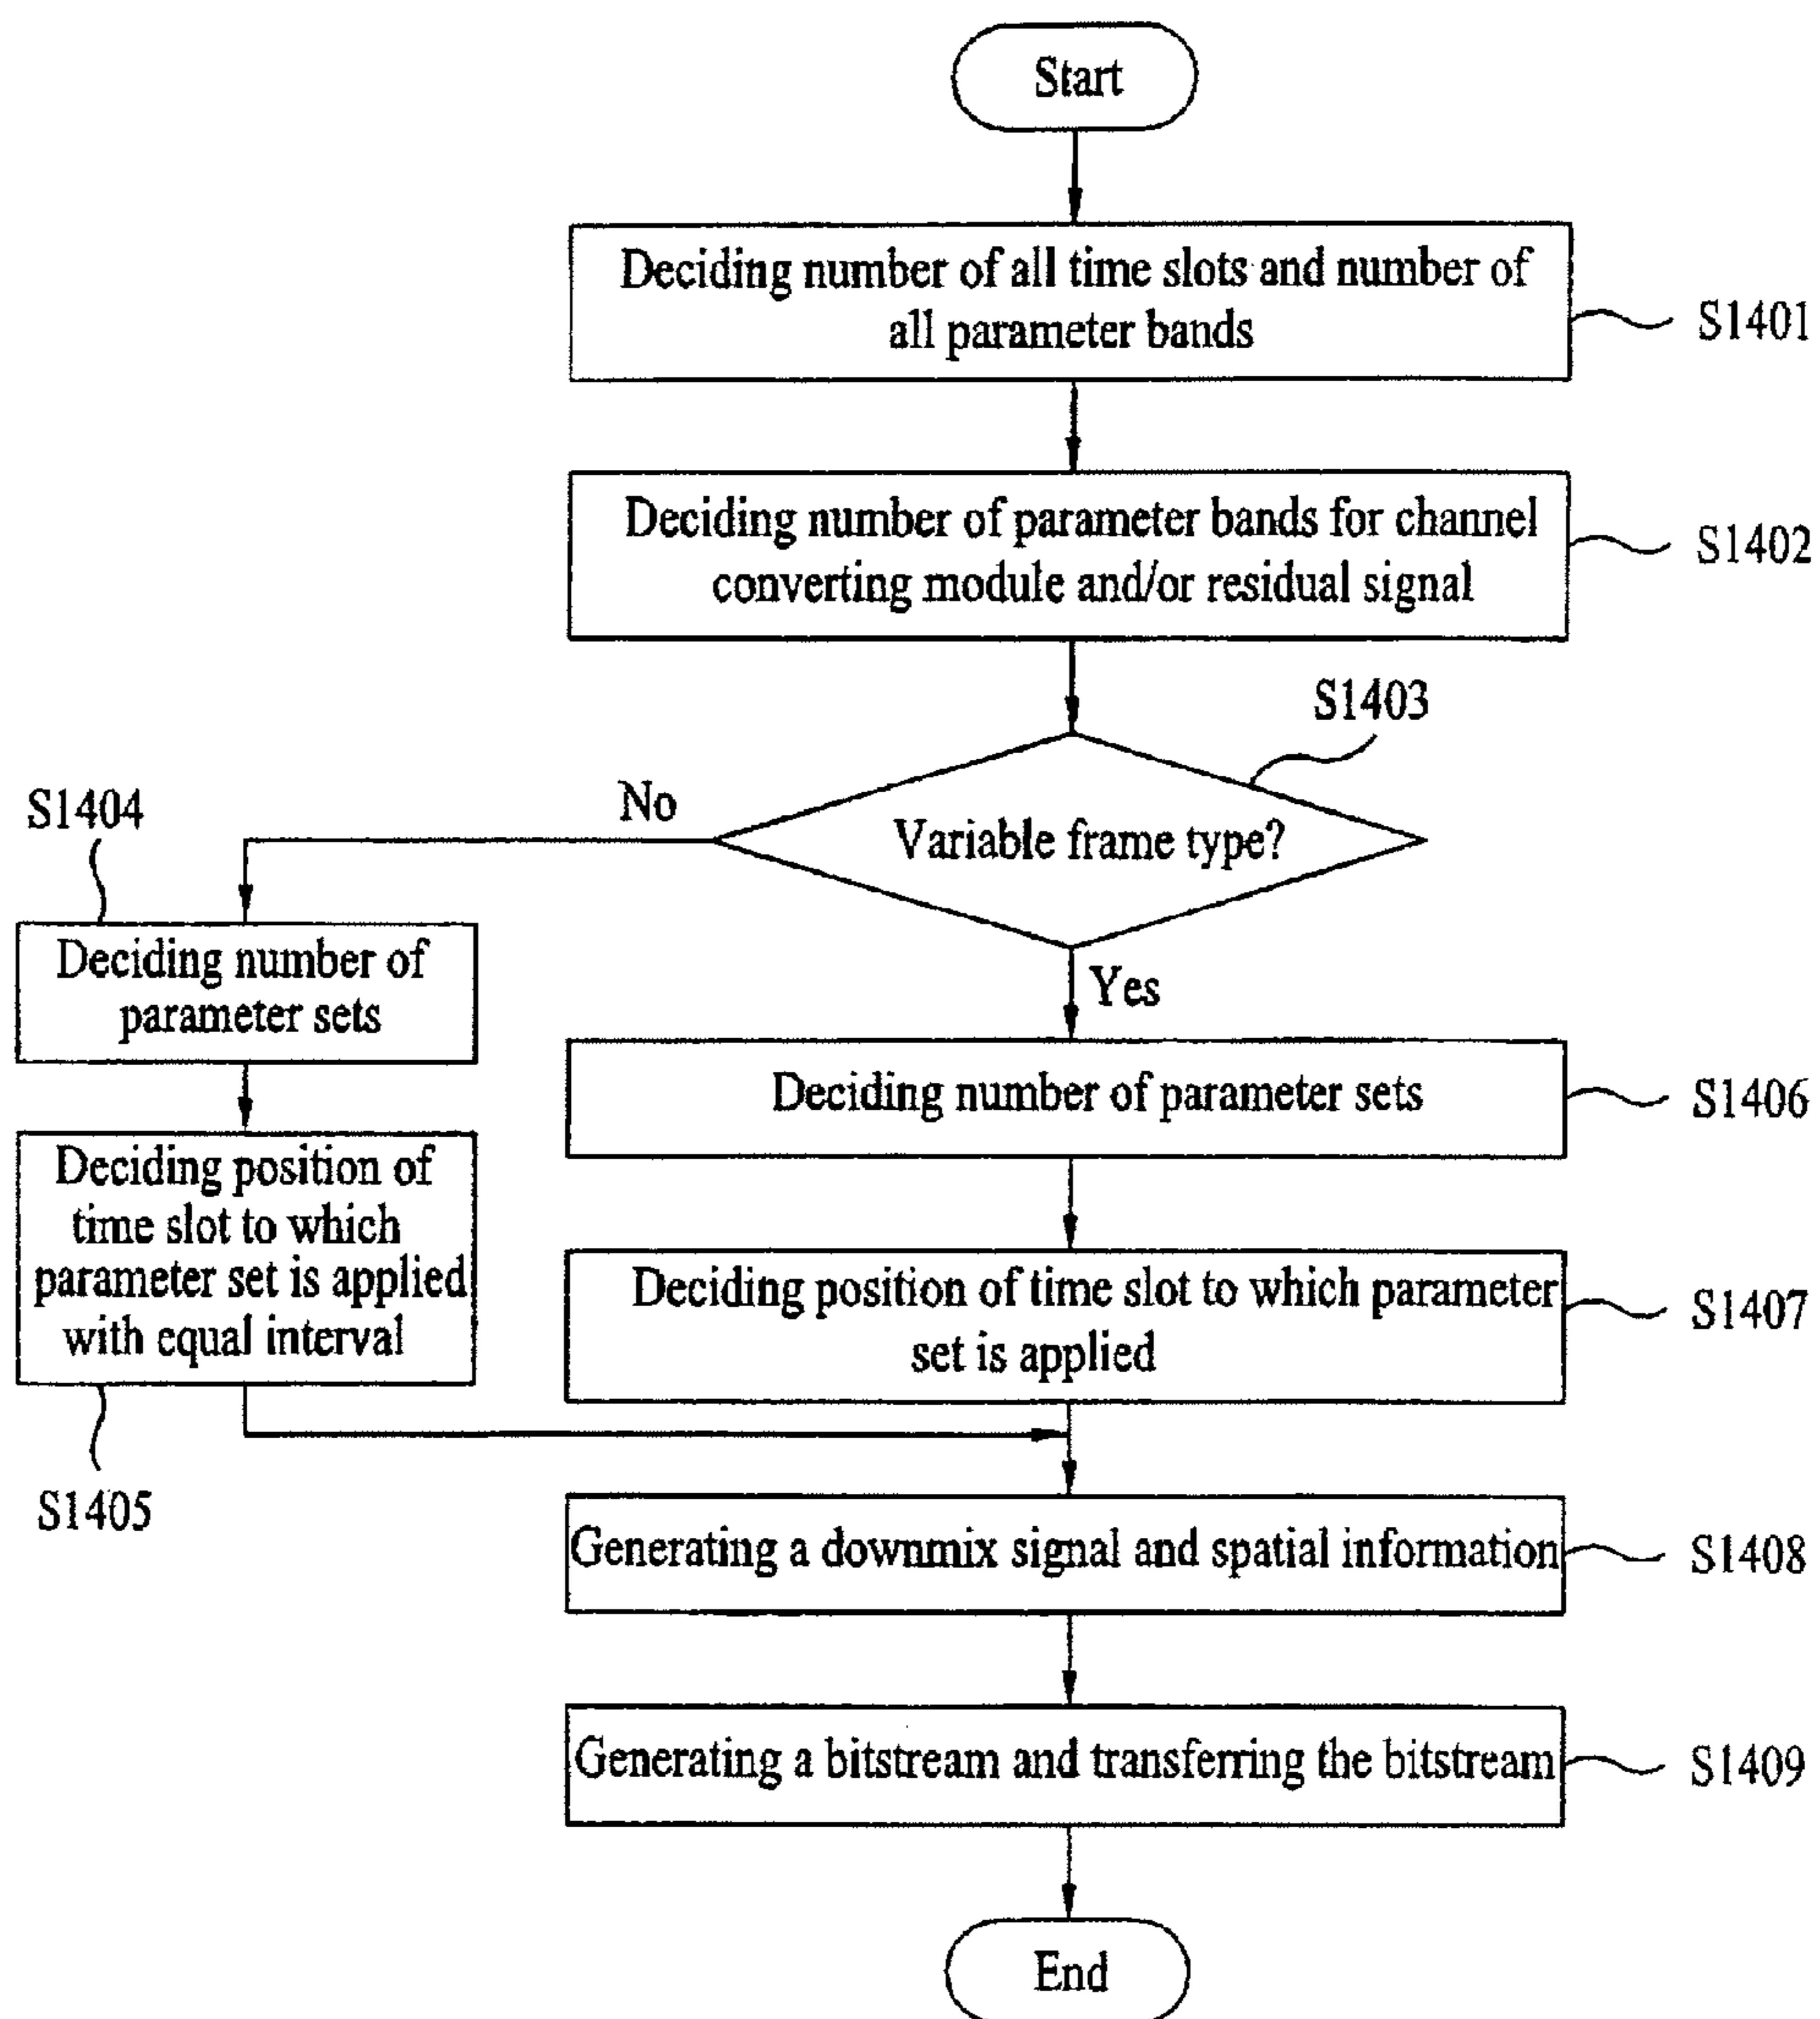 Start
Deciding number of all time slots and number of
all parameter bands
S1401
Deciding number of parameter bands for channel
converting module and/or residual signal
S1402
S1403
Variable frame type?
No
Yes
S1404
Deciding number of
parameter sets
Deciding position of
time slot to which
parameter set is applied
with equal interval
S1405
Deciding number of parameter sets
S1406
Deciding position of time slot to which parameter
set is applied
S1407
Generating a downmix signal and spatial information
S1408
Generating a bitstream and transferring the bitstream
S1409
End